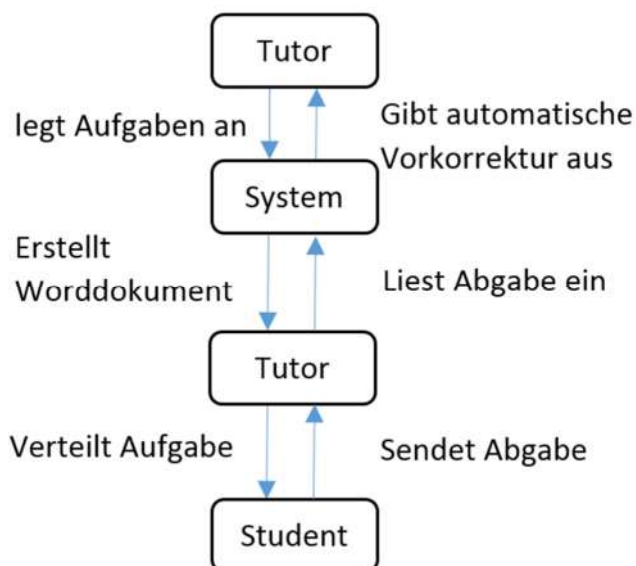 Tutor
legt Aufgaben an
Gibt automatische
Vorkorrektur aus
System
Erstellt
Worddokument
Liest Abgabe ein
Tutor
Verteilt Aufgabe
Sendet Abgabe
Student